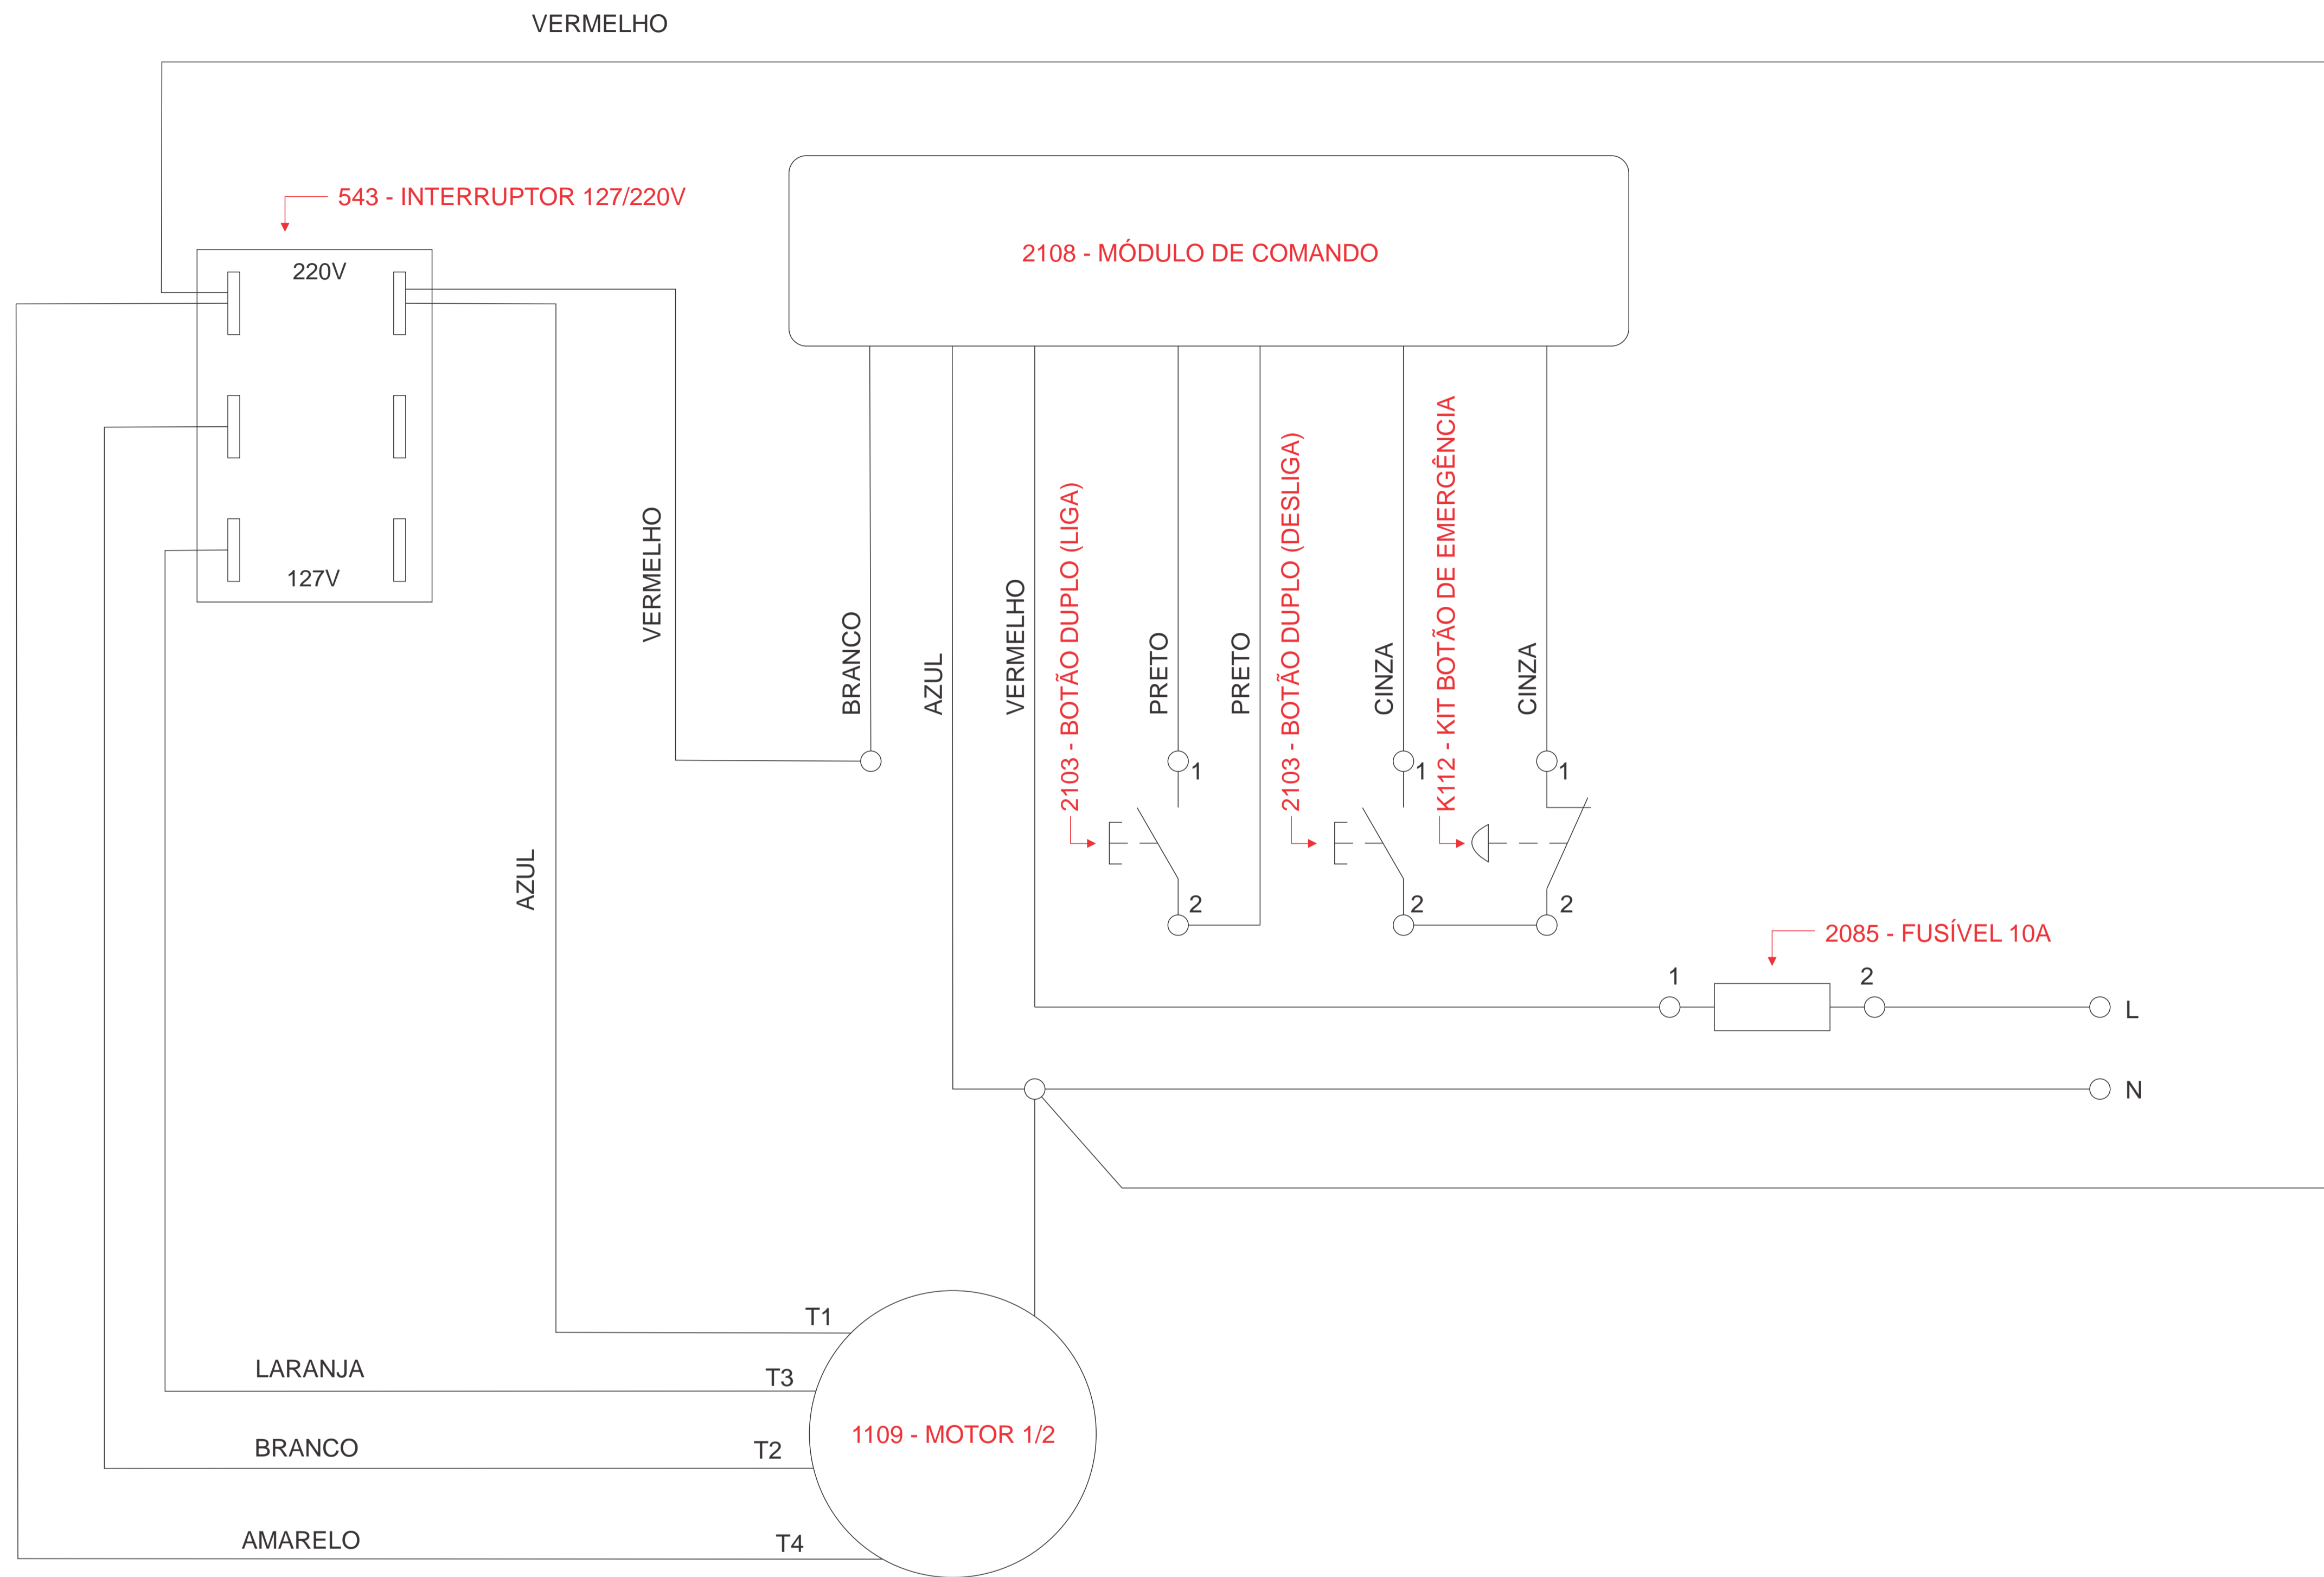 VERMELHO
543 - INTERRUPTOR 127/220V
220V
127V
2108 - MÓDULO DE COMANDO
VERMELHO
AZUL
BRANCO
AZUL
VERMELHO
2103 - BOTÃO DUPLO (LIGA)
PRETO
PRETO
2103 - BOTÃO DUPLO (DESLIGA)
CINZA
K112 - KIT BOTÃO DE EMERGÊNCIA
CINZA
1
1
1
2
2
2
2085 - FUSÍVEL 10A
1
2
L
N
T1
LARANJA
T3
1109 - MOTOR 1/2
BRANCO
T2
AMARELO
T4